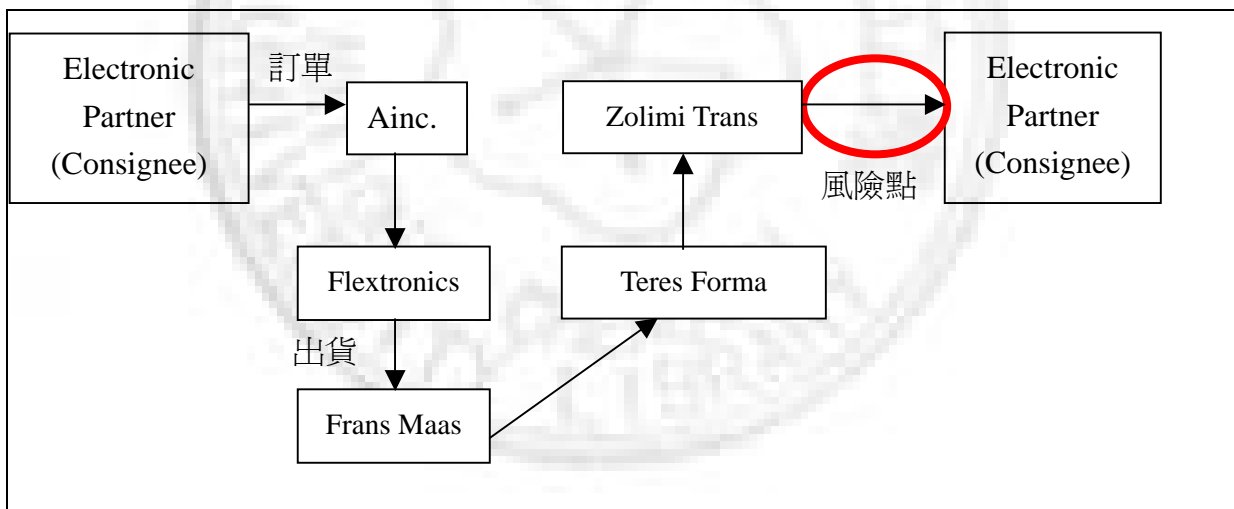 Electronic
Partner
(Consignee)
訂單
Ainc.
Flextronics
出貨
Frans Maas
Teres Forma
Zolimi Trans
風險點
Electronic
Partner
(Consignee)